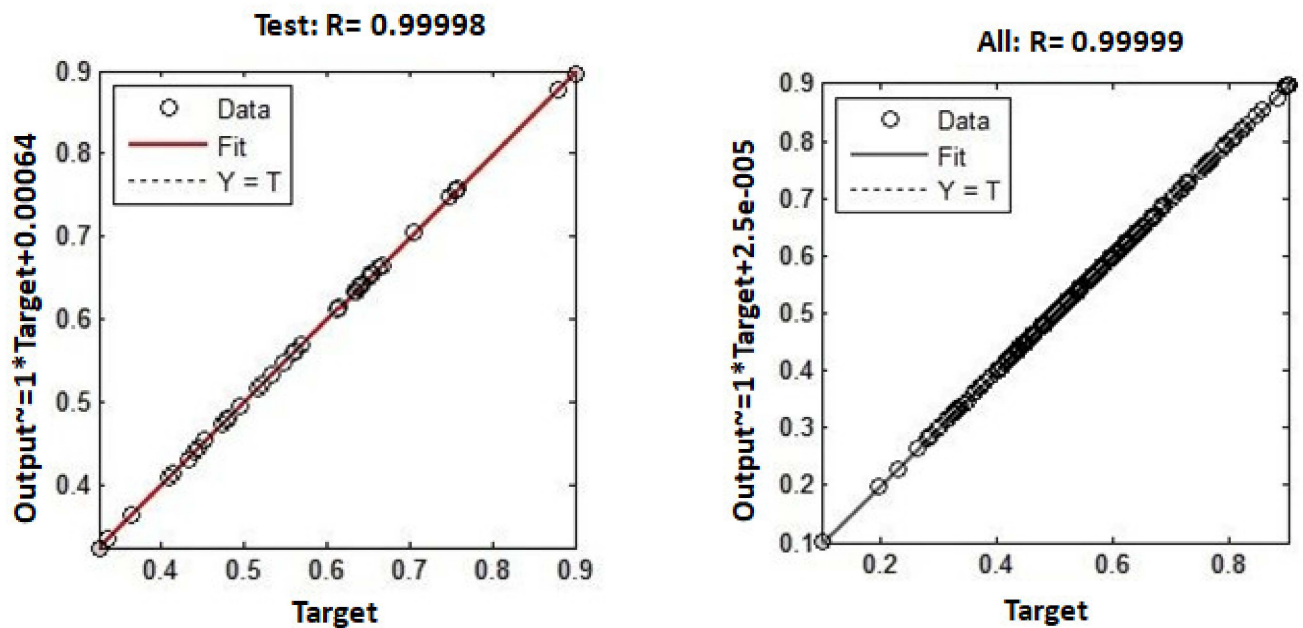 Test: R= 0.99998
Output~=1*Target+0.00064
0.9
0.8
0.7
0.6
0.5
0.4
Data
Fit
Y = T
0.4 0.5 0.6 0.7 0.8 0.9
Target
All: R= 0.99999
Output~=1*Target+2.5e-005
0.9
0.8
0.7
0.6
0.5
0.4
0.3
0.2
0.1
Data
Fit
Y = T
0.2 0.4 0.6 0.8
Target